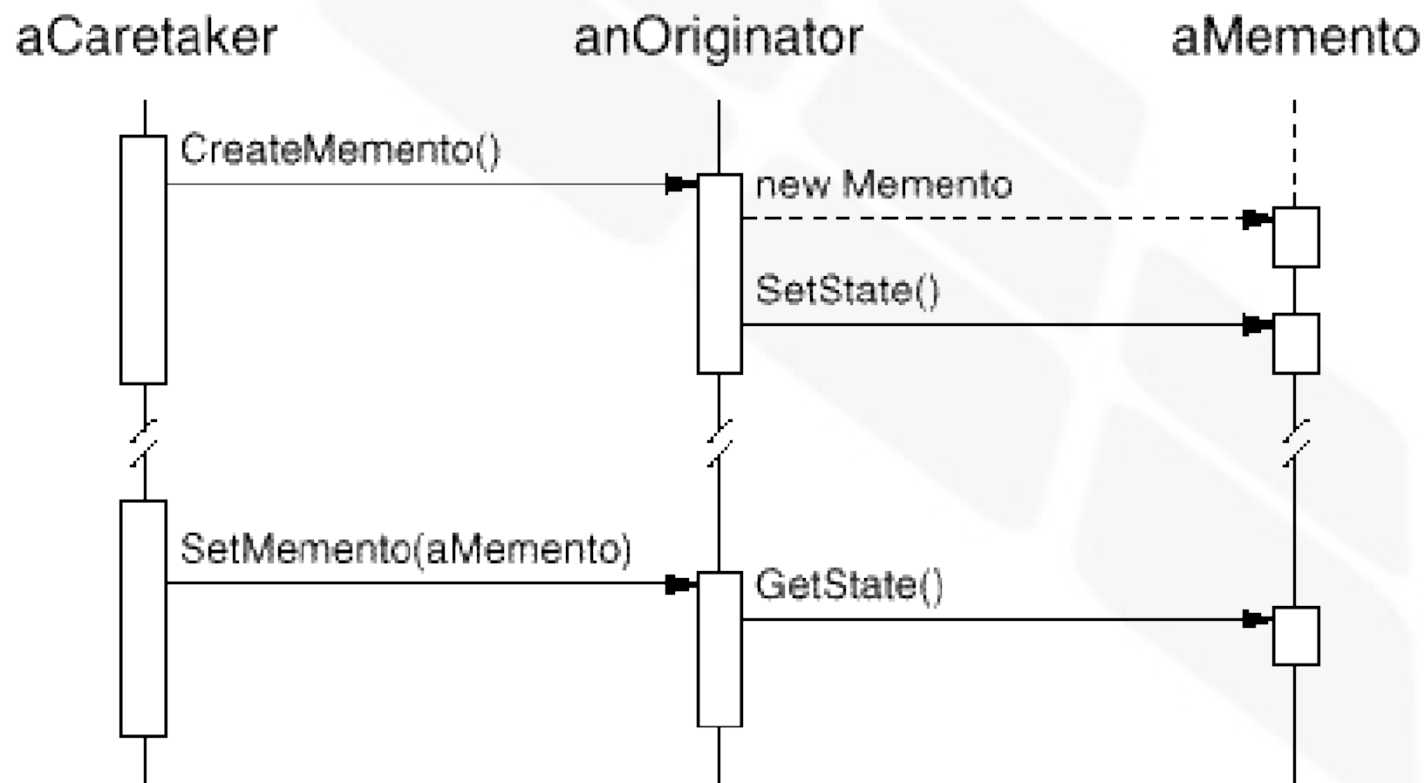 aCaretaker
anOriginator
aMemento
CreateMemento()
new Memento
SetState()
SetMemento(aMemento)
GetState()